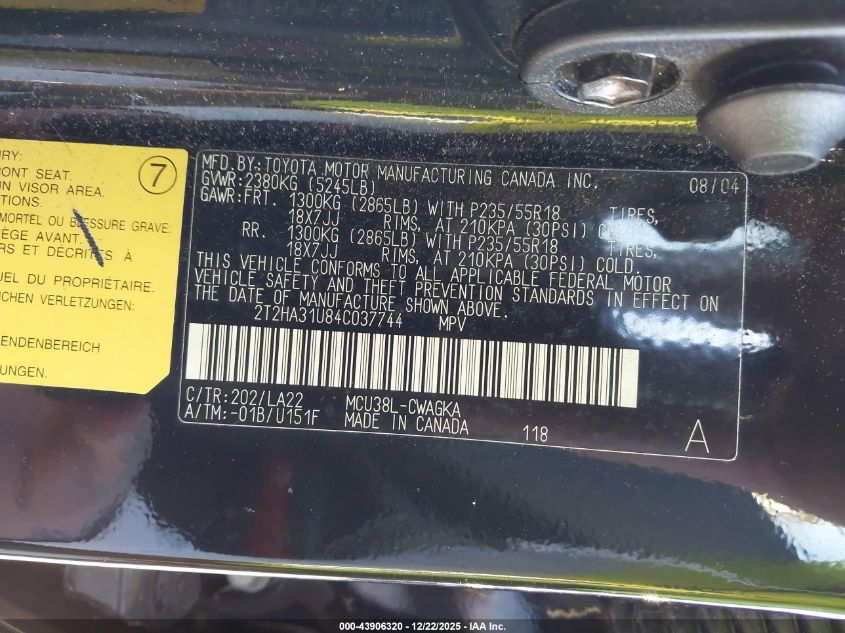 URY:
ONT SEAT.
N VISOR AREA.
TIONS.
MORTEL OU BLESSURE GRAVE:
ÈGE AVANT.
ERS ET DÉCRITES À
UEL DU PROPRIÉTAIRE.
ICHEN VERLETZUNGEN:
ENDENBEREICH
UNGEN.
7
MFD.BY:TOYOTA MOTOR MANUFACTURING CANADA INC. 08/04
GVWR:2380KG (5245LB)
GAWR:FRT. 1300KG (2865LB) WITH P235/55R18 TIRES,
18X7JJ RIMS, AT 210KPA (30PSI) COLD.
RR. 1300KG (2865LB) WITH P235/55R18 TIRES,
18X7JJ RIMS, AT 210KPA (30PSI) COLD.
THIS VEHICLE CONFORMS TO ALL APPLICABLE FEDERAL MOTOR
VEHICLE SAFETY AND THEFT PREVENTION STANDARDS IN EFFECT ON
THE DATE OF MANUFACTURE SHOWN ABOVE.
2T2HA31U84C037744 MPV
C/TR:202/LA22 MCU38L-CWAGKA
A/TM:-01B/U151F MADE IN CANADA 118 A
000-43906320 - 12/22/2025 - IAA Inc.